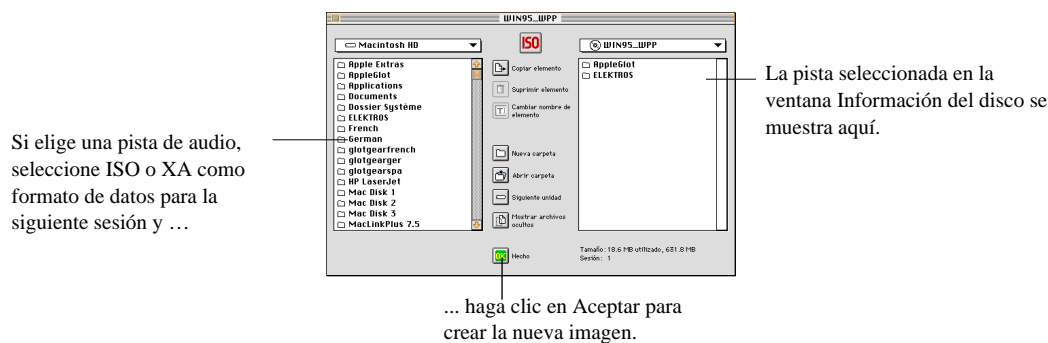 WIN95_WPP
Macintosh HD
ISO
WIN95_WPP
Apple Extras
AppleGlot
Applications
Documents
Dossier Système
ELEKTROS
French
German
glotgearfrench
glotgearger
glotgearspa
HP LaserJet
Mac Disk 1
Mac Disk 2
Mac Disk 3
MacLinkPlus 7.5
Copiar elemento
Suprimir elemento
Cambiar nombre de
elemento
Nueva carpeta
Abrir carpeta
Siguiente unidad
Mostrar archivos
ocultos
OK
Hecho
AppleGlot
ELEKTROS
Tamaño: 18.6 MB utilizado, 631.8 MB
Sesión: 1
Si elige una pista de audio,
seleccione ISO o XA como
formato de datos para la
siguiente sesión y …
La pista seleccionada en la
ventana Información del disco se
muestra aquí.
... haga clic en Aceptar para
crear la nueva imagen.